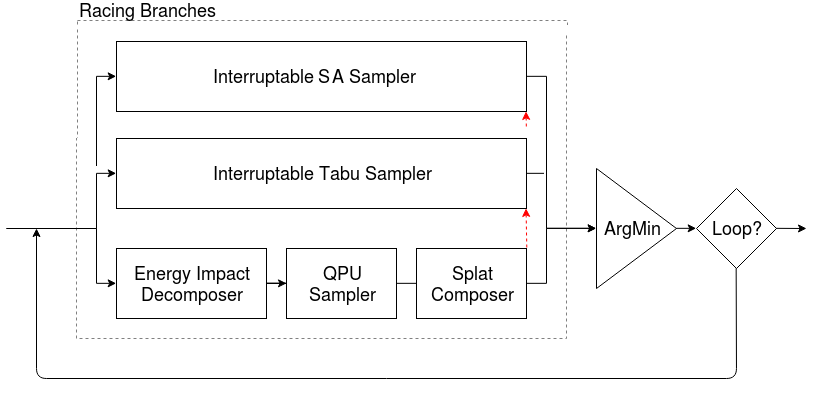 Racing Branches
Interruptable SA Sampler
Interruptable Tabu Sampler
Energy Impact
Decomposer
QPU
Sampler
Splat
Composer
ArgMin
Loop?